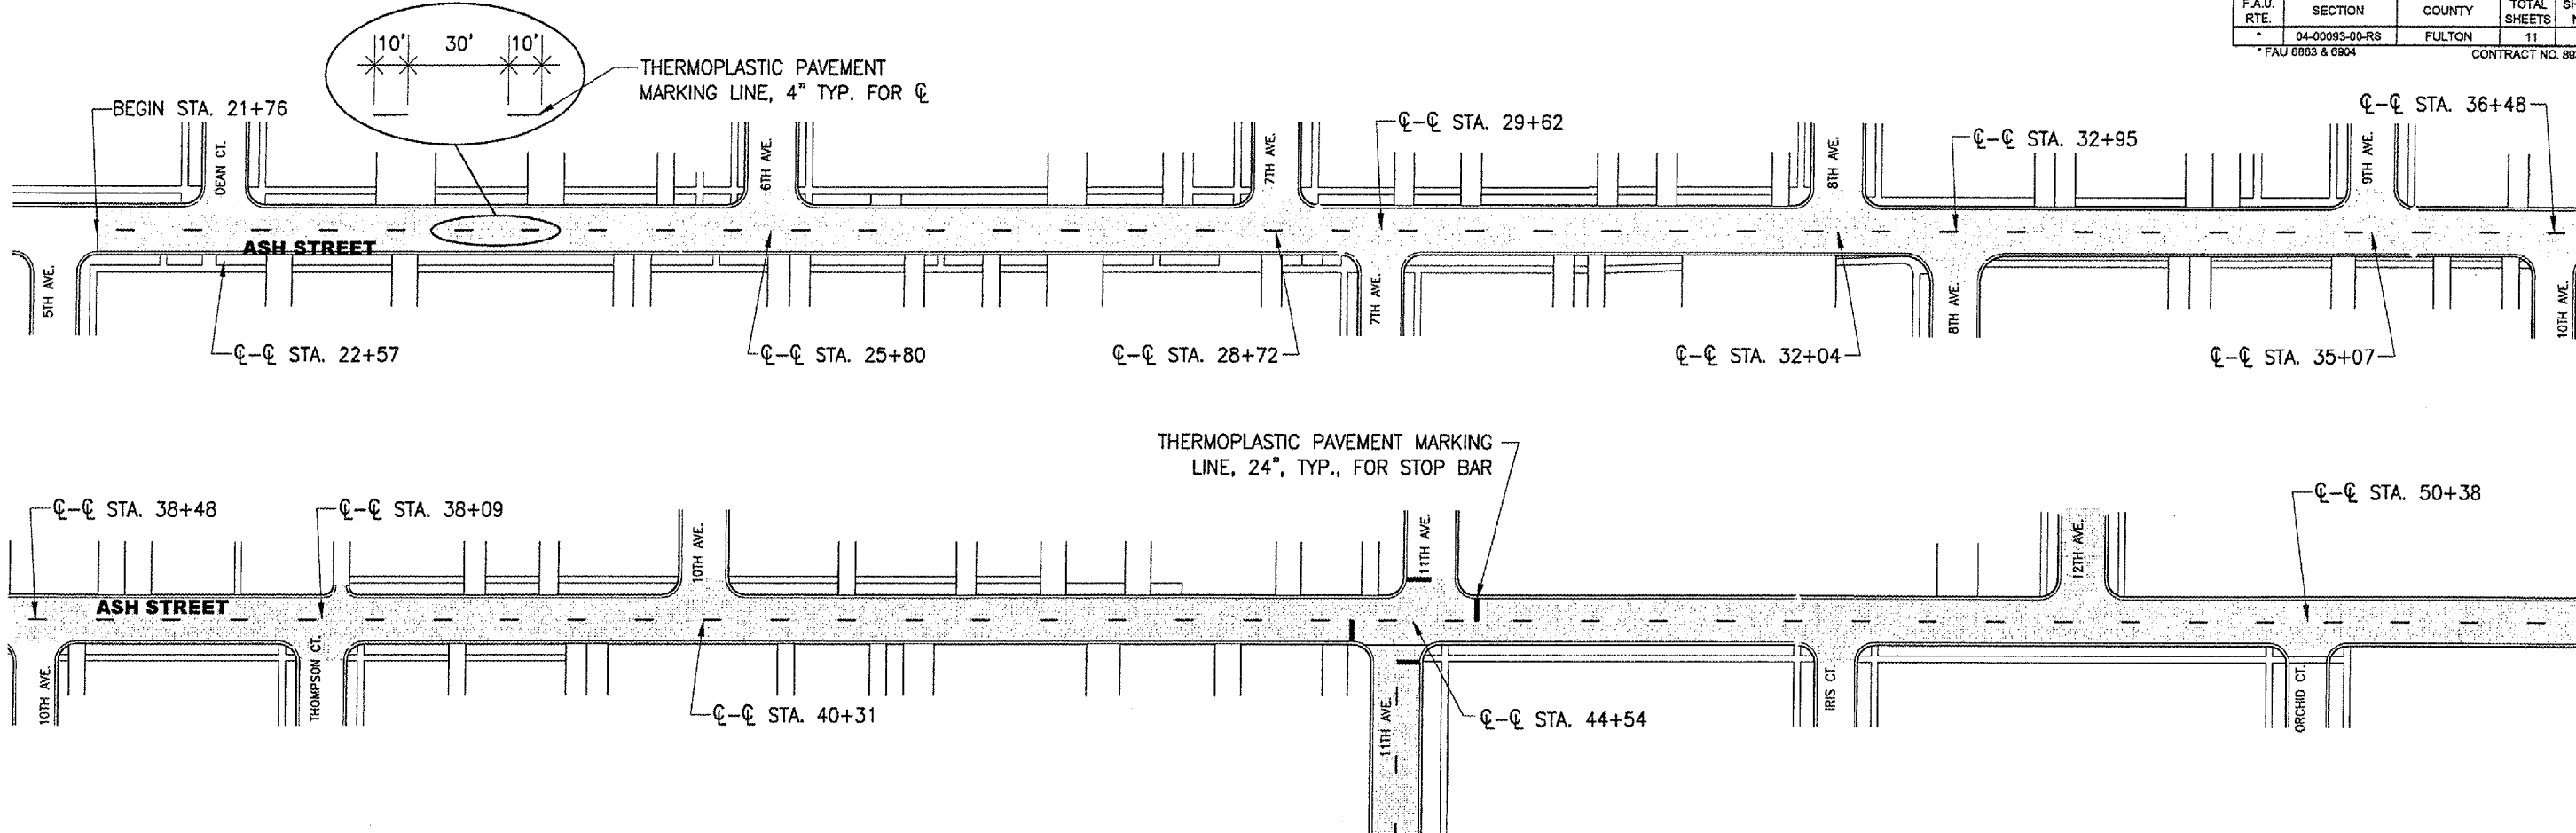 F.A.U. RTE. SECTION COUNTY TOTAL SHEETS
* 04-00093-00-RS FULTON 11
* FAU 6883 & 6904 CONTRACT NO.
10' 30' 10'
THERMOPLASTIC PAVEMENT
MARKING LINE, 4" TYP. FOR ℄
BEGIN STA. 21+76
℄-℄ STA. 29+62
℄-℄ STA. 32+95
℄-℄ STA. 36+48
DEAN CT.
6TH AVE.
7TH AVE.
8TH AVE.
9TH AVE.
ASH STREET
5TH AVE.
7TH AVE.
8TH AVE.
10TH AVE.
℄-℄ STA. 22+57
℄-℄ STA. 25+80
℄-℄ STA. 28+72
℄-℄ STA. 32+04
℄-℄ STA. 35+07
THERMOPLASTIC PAVEMENT MARKING
LINE, 24", TYP., FOR STOP BAR
℄-℄ STA. 38+48
℄-℄ STA. 38+09
℄-℄ STA. 50+38
10TH AVE.
11TH AVE.
12TH AVE.
ASH STREET
10TH AVE.
THOMPSON CT.
11TH AVE.
IRIS CT.
ORCHID CT.
℄-℄ STA. 40+31
℄-℄ STA. 44+54